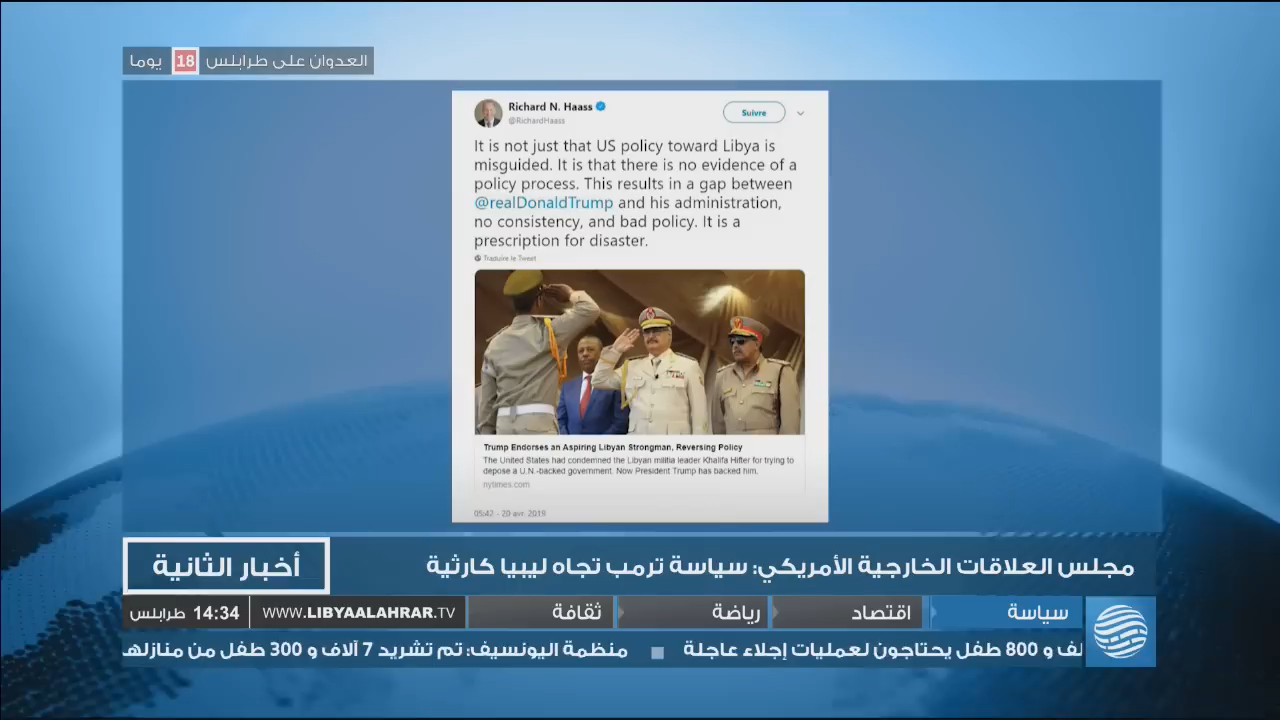 العدوان على طرابلس 18 يوما
Richard N. Haass
@RichardHaass
Suivre
It is not just that US policy toward Libya is
misguided. It is that there is no evidence of a
policy process. This results in a gap between
@realDonaldTrump and his administration,
no consistency, and bad policy. It is a
prescription for disaster.
Traduire le Tweet
Trump Endorses an Aspiring Libyan Strongman, Reversing Policy
The United States had condemned the Libyan militia leader Khalifa Hifter for trying to
depose a U.N.-backed government. Now President Trump has backed him.
nytimes.com
05:42 - 20 avr. 2019
مجلس العلاقات الخارجية الأمريكي: سياسة ترمب تجاه ليبيا كارثية
أخبار الثانية
سياسة اقتصاد رياضة ثقافة WWW.LIBYAALAHRAR.TV 14:34 طرابلس
لف و 800 طفل يحتاجون لعمليات إجلاء عاجلة منظمة اليونسيف: تم تشريد 7 آلاف و 300 طفل من منازله